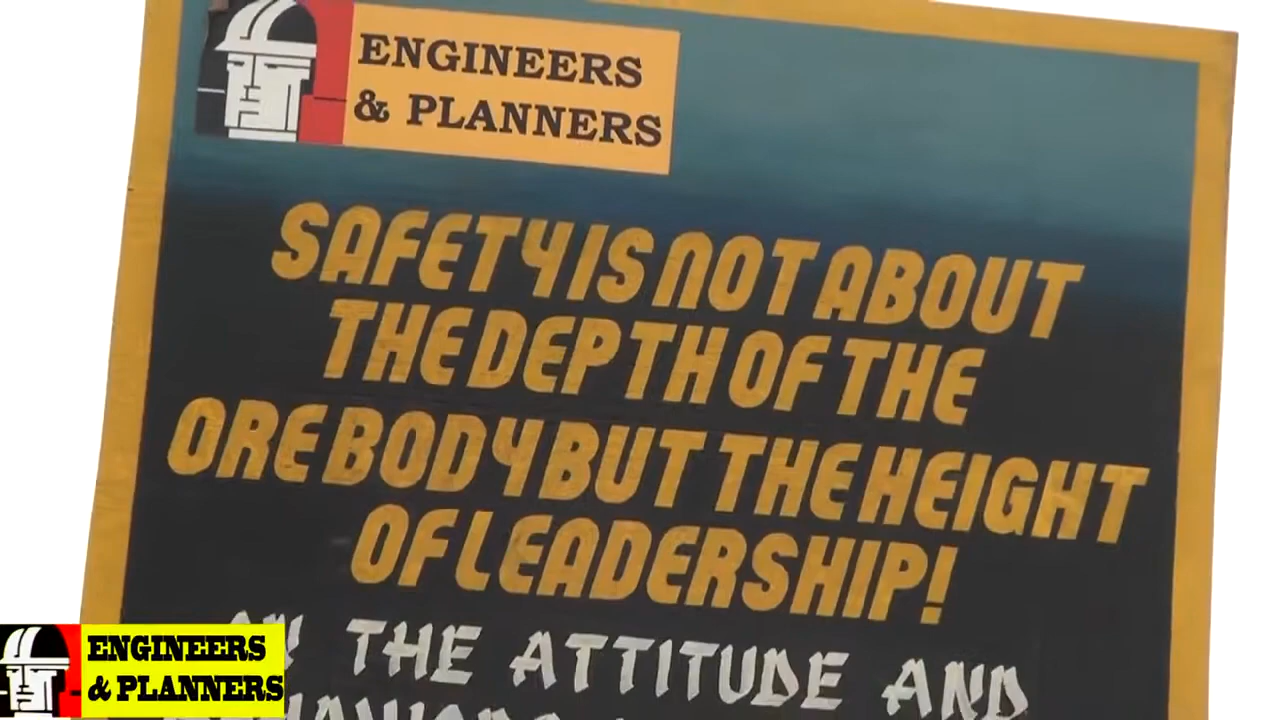 ENGINEERS
& PLANNERS
SAFETY IS NOT ABOUT
THE DEPTH OF THE
ORE BODY BUT THE HEIGHT
OF LEADERSHIP!
THE ATTITUDE AND
ENGINEERS
& PLANNERS